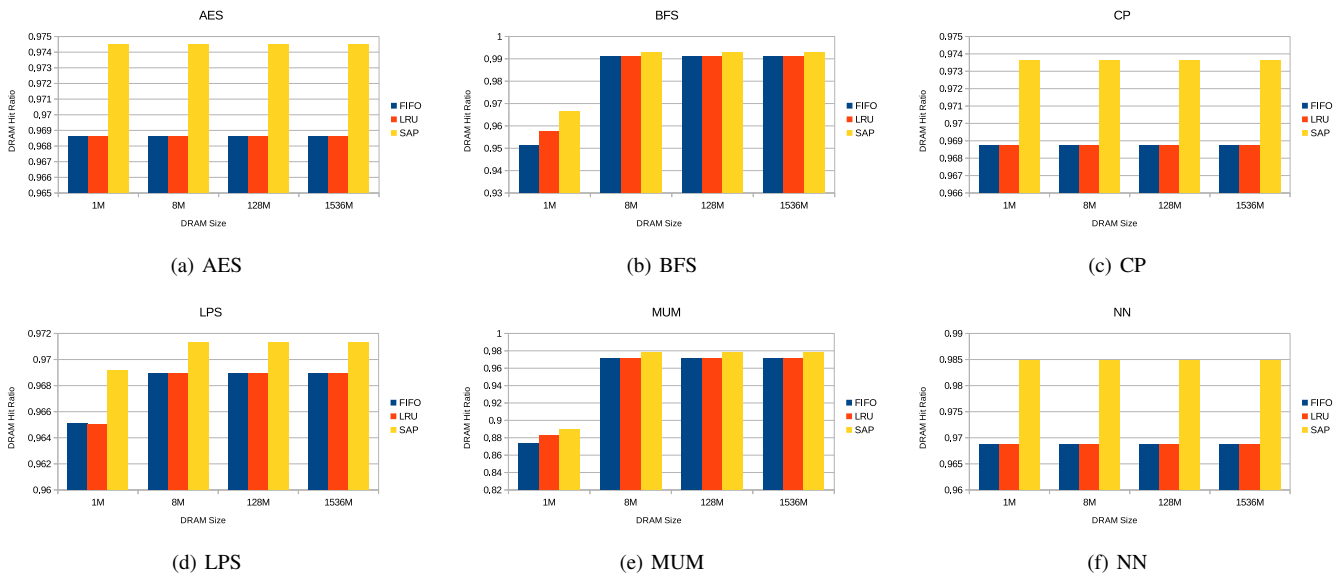 AES
0.975
0.974
0.973
0.972
0.971
0.97
0.969
0.968
0.967
0.966
0.965
DRAM Hit Ratio
1M 8M 128M 1536M
DRAM Size
FIFO
LRU
SAP
(a) AES
BFS
1
0.99
0.98
0.97
0.96
0.95
0.94
0.93
DRAM Hit Ratio
1M 8M 128M 1536M
DRAM Size
FIFO
LRU
SAP
(b) BFS
CP
0.975
0.974
0.973
0.972
0.971
0.97
0.969
0.968
0.967
0.966
DRAM Hit Ratio
1M 8M 128M 1536M
DRAM Size
FIFO
LRU
SAP
(c) CP
LPS
0.972
0.97
0.968
0.966
0.964
0.962
0.96
DRAM Hit Ratio
1M 8M 128M 1536M
DRAM Size
FIFO
LRU
SAP
(d) LPS
MUM
1
0.98
0.96
0.94
0.92
0.9
0.88
0.86
0.84
0.82
DRAM Hit Ratio
1M 8M 128M 1536M
DRAM Size
FIFO
LRU
SAP
(e) MUM
NN
0.99
0.985
0.98
0.975
0.97
0.965
0.96
DRAM Hit Ratio
1M 8M 128M 1536M
DRAM Size
FIFO
LRU
SAP
(f) NN